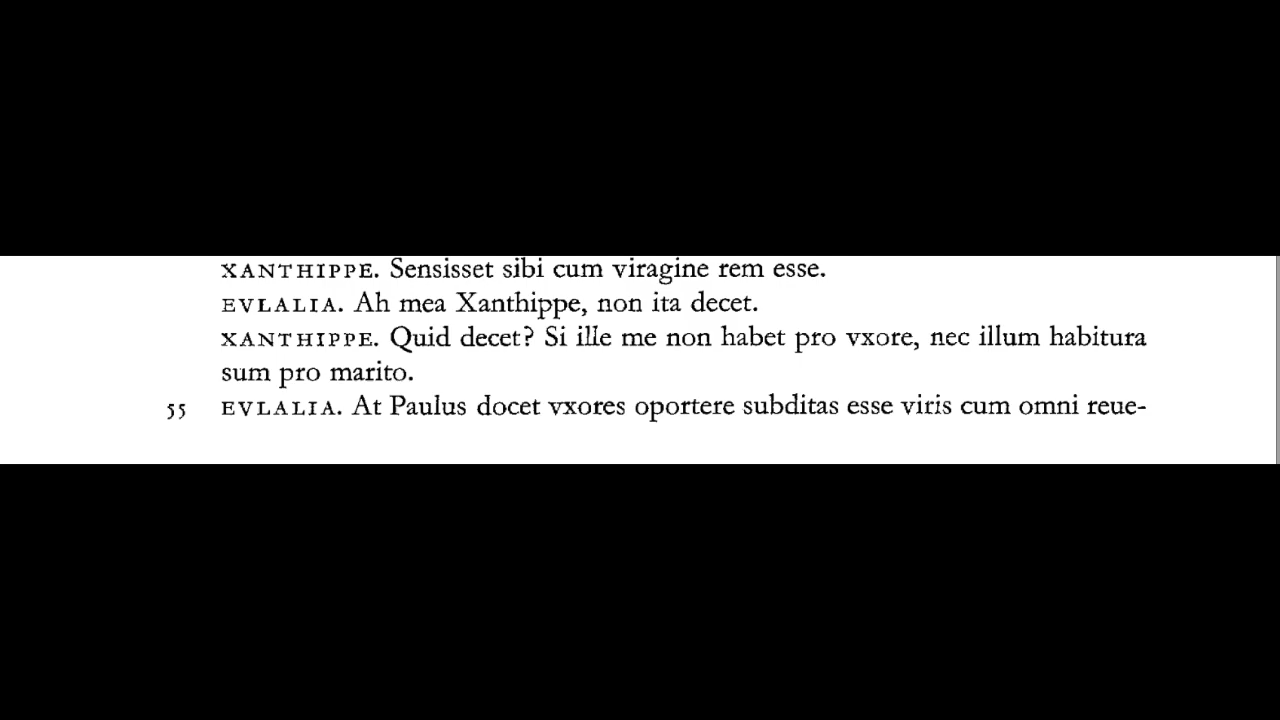 XANTHIPPE. Sensisset sibi cum viragine rem esse.
EVLALIA. Ah mea Xanthippe, non ita decet.
XANTHIPPE. Quid decet? Si ille me non habet pro vxore, nec illum habitura
sum pro marito.
55 EVLALIA. At Paulus docet vxores oportere subditas esse viris cum omni reue-